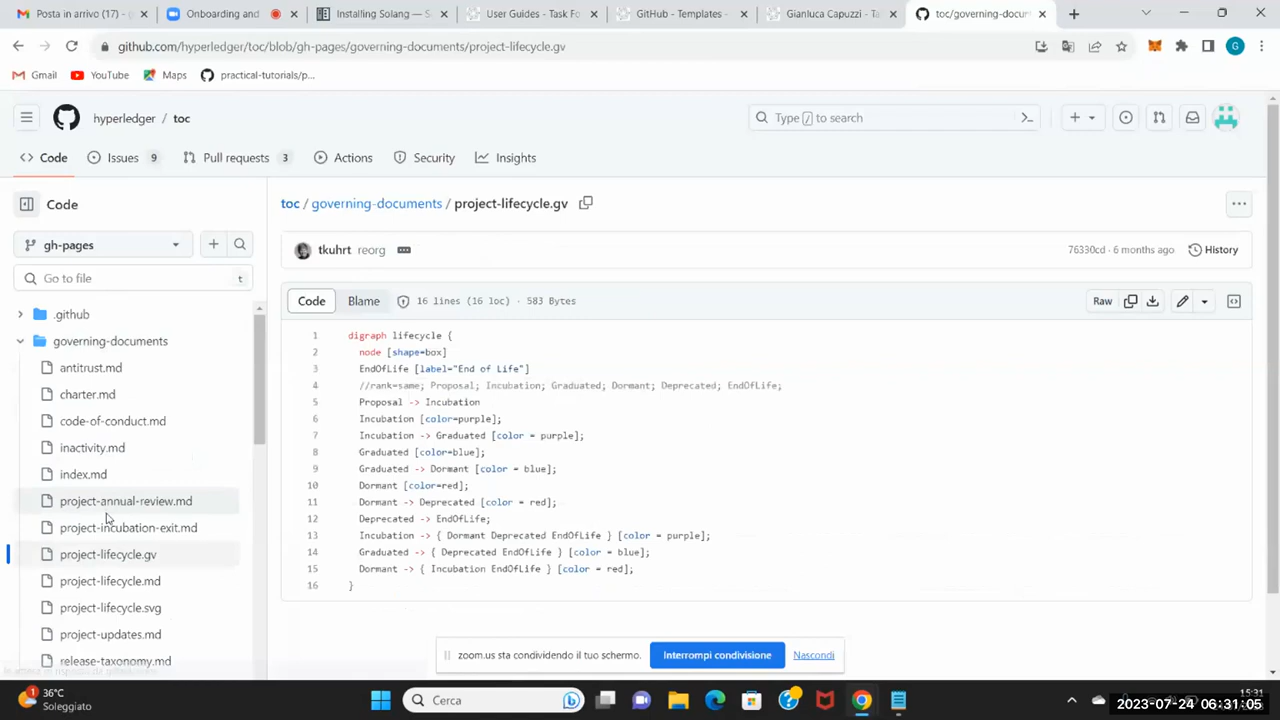 Posta in arrivo (17) - g
Onboarding and
Installing Solang — S
User Guides - Task Fo
GitHub - Templates -
Gianluca Capuzzi - Ta
toc/governing-docum
github.com/hyperledger/toc/blob/gh-pages/governing-documents/project-lifecycle.gv
G
Gmail
YouTube
Maps
practical-tutorials/p...
hyperledger / toc
Type / to search
Code
Issues 9
Pull requests 3
Actions
Security
Insights
Code
toc / governing-documents / project-lifecycle.gv
gh-pages
tkuhrt reorg
76330cd · 6 months ago
History
Go to file
t
Code
Blame
16 lines (16 loc) · 583 Bytes
Raw
.github
governing-documents
antitrust.md
charter.md
code-of-conduct.md
inactivity.md
index.md
project-annual-review.md
project-incubation-exit.md
project-lifecycle.gv
project-lifecycle.md
project-lifecycle.svg
project-updates.md
release-taxonomy.md
1 digraph lifecycle {
2 node [shape=box]
3 EndOfLife [label="End of Life"]
4 //rank=same; Proposal; Incubation; Graduated; Dormant; Deprecated; EndOfLife;
5 Proposal -> Incubation
6 Incubation [color=purple];
7 Incubation -> Graduated [color = purple];
8 Graduated [color=blue];
9 Graduated -> Dormant [color = blue];
10 Dormant [color=red];
11 Dormant -> Deprecated [color = red];
12 Deprecated -> EndOfLife;
13 Incubation -> { Dormant Deprecated EndOfLife } [color = purple];
14 Graduated -> { Deprecated EndOfLife } [color = blue];
15 Dormant -> { Incubation EndOfLife } [color = red];
16 }
zoom.us sta condividendo il tuo schermo.
Interrompi condivisione
Nascondi
36°C
Soleggiato
Cerca
15:31
2023-07-24 06:31:05